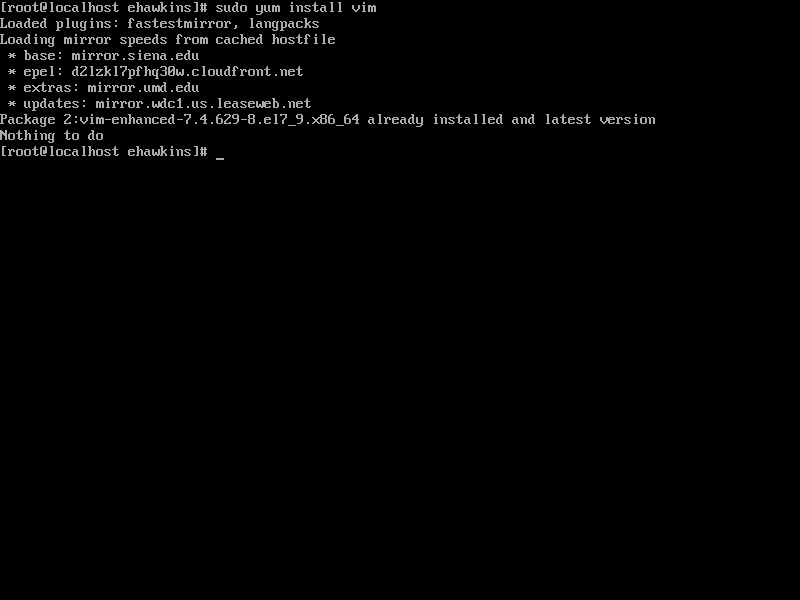 [root@localhost ehawkins]# sudo yum install vim
Loaded plugins: fastestmirror, langpacks
Loading mirror speeds from cached hostfile
 * base: mirror.siena.edu
 * epel: d2lzkl7pfhq30w.cloudfront.net
 * extras: mirror.umd.edu
 * updates: mirror.wdc1.us.leaseweb.net
Package 2:vim-enhanced-7.4.629-8.el7_9.x86_64 already installed and latest version
Nothing to do
[root@localhost ehawkins]# _